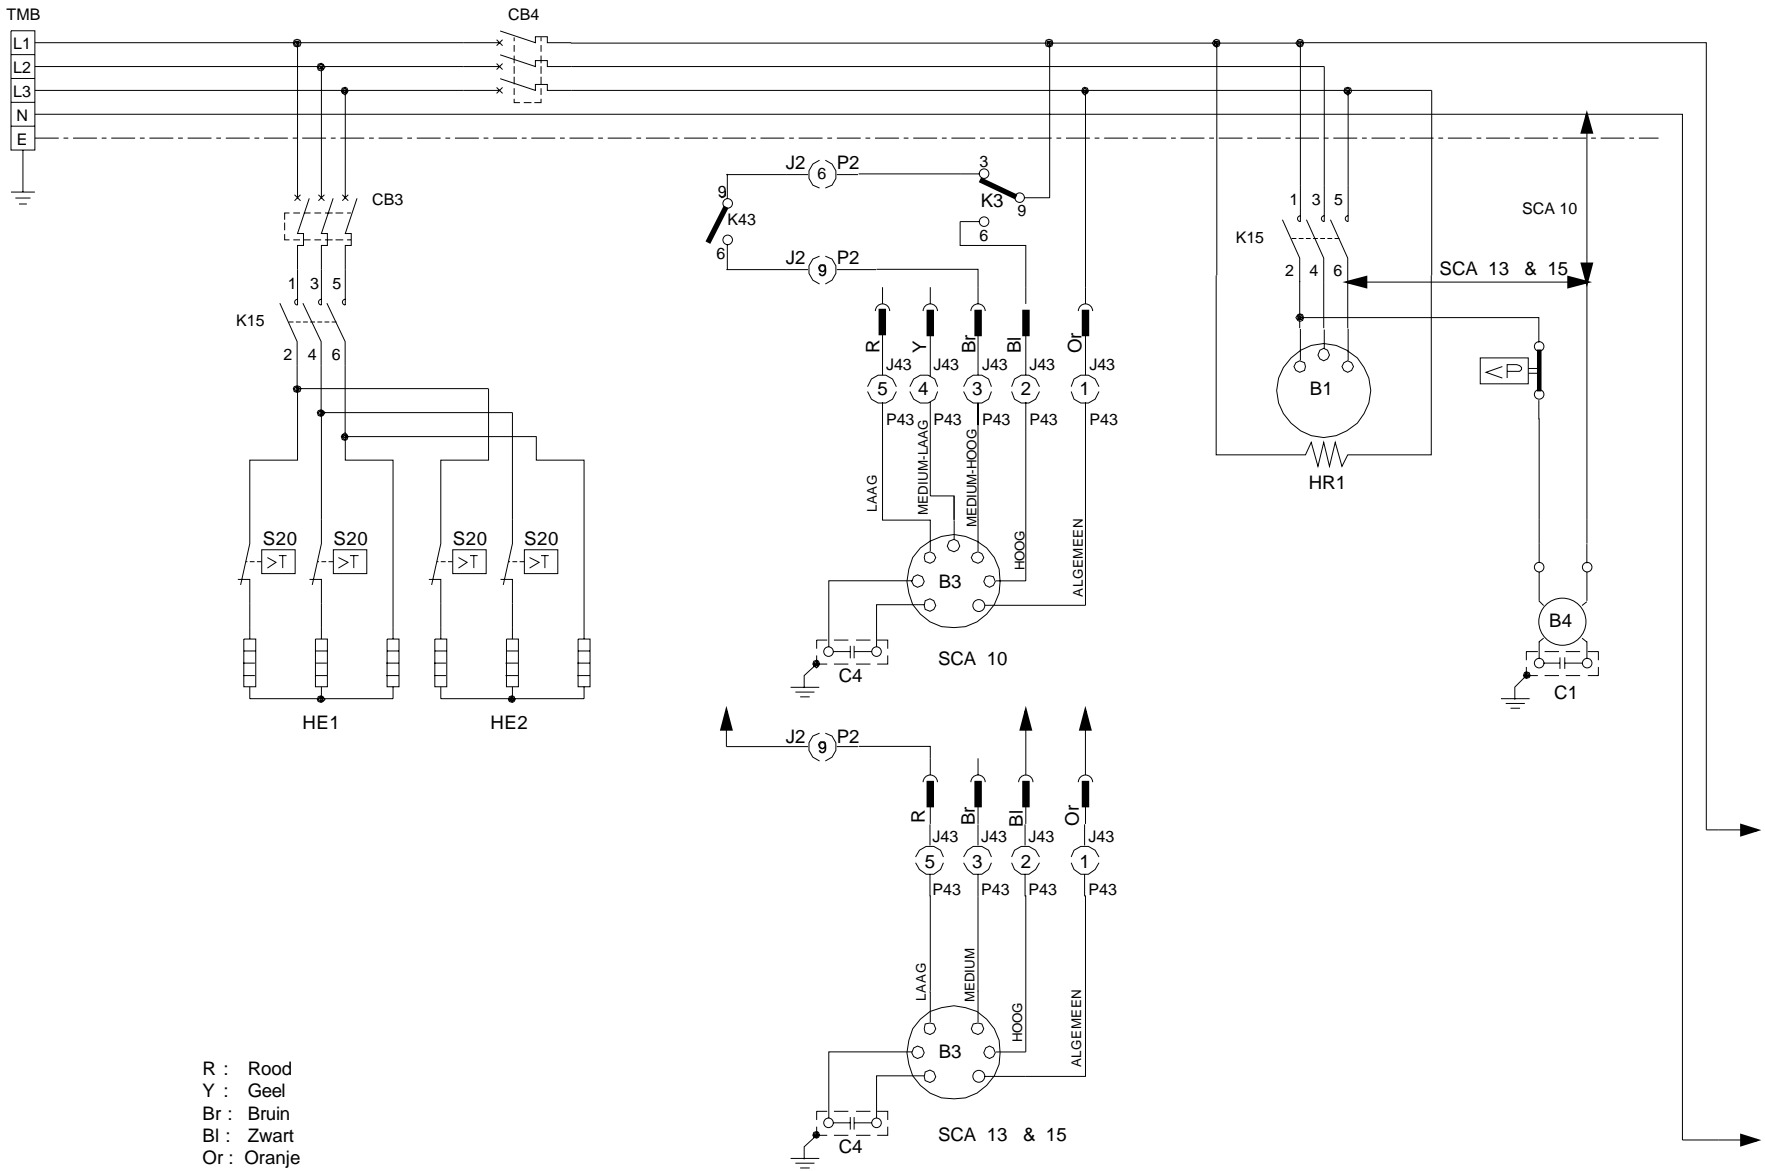 TMB
CB4
L1
L2
L3
N
E
J2 6 P2
3
K3
9
6
9
K43
6
CB3
1 3 5
K15
2 4 6
J2 9 P2
1 3 5
K15
2 4 6
SCA 10
SCA 13 & 15
R Y Br Bl Or
J43 J43 J43 J43 J43
5 4 3 2 1
P43 P43 P43 P43 P43
<P
B1
HR1
LAAG
MEDIUM-LAAG
MEDIUM-HOOG
HOOG
ALGEMEEN
S20 S20 S20 S20
>T >T >T >T
B3
B4
C4
SCA 10
C1
HE1 HE2
J2 9 P2
R Br Bl Or
J43 J43 J43 J43
5 3 2 1
P43 P43 P43 P43
LAAG
MEDIUM
HOOG
ALGEMEEN
B3
C4
SCA 13 & 15
R : Rood
Y : Geel
Br : Bruin
Bl : Zwart
Or : Oranje